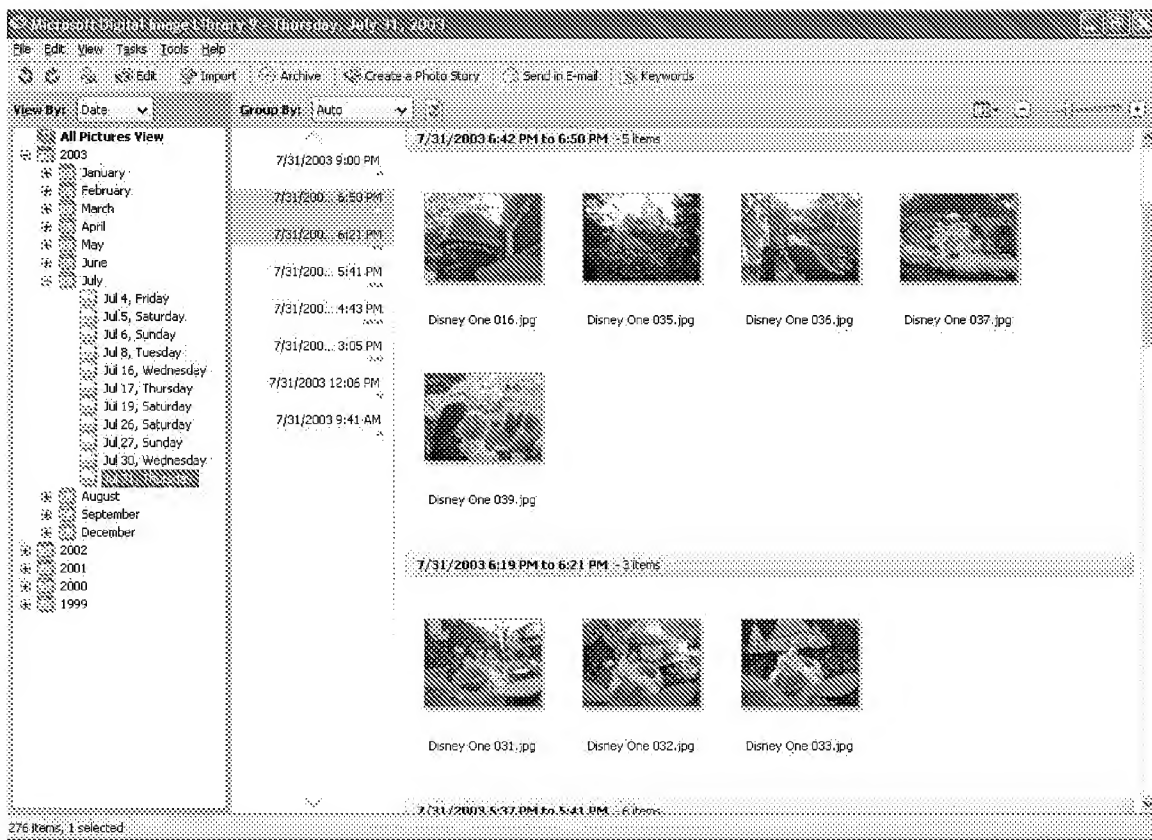 Microsoft Digital Image Library 9 - Thursday, July 31, 2003
File Edit View Tasks Tools Help
Edit Import Archive Create a Photo Story Send in E-mail Keywords
View By: Date Group By: Auto
All Pictures View
2003
January
February
March
April
May
June
July
Jul 4, Friday
Jul 5, Saturday
Jul 6, Sunday
Jul 8, Tuesday
Jul 16, Wednesday
Jul 17, Thursday
Jul 19, Saturday
Jul 26, Saturday
Jul 27, Sunday
Jul 30, Wednesday
August
September
December
2002
2001
2000
1999
7/31/2003 9:00 PM
7/31/200... 6:50 PM
7/31/200... 6:21 PM
7/31/200... 5:41 PM
7/31/200... 4:43 PM
7/31/200... 3:05 PM
7/31/2003 12:06 PM
7/31/2003 9:41 AM
7/31/2003 6:42 PM to 6:50 PM - 5 items
Disney One 016.jpg Disney One 035.jpg Disney One 036.jpg Disney One 037.jpg
Disney One 039.jpg
7/31/2003 6:19 PM to 6:21 PM - 3 items
Disney One 031.jpg Disney One 032.jpg Disney One 033.jpg
7/31/2003 5:37 PM to 5:41 PM - 6 items
276 items, 1 selected